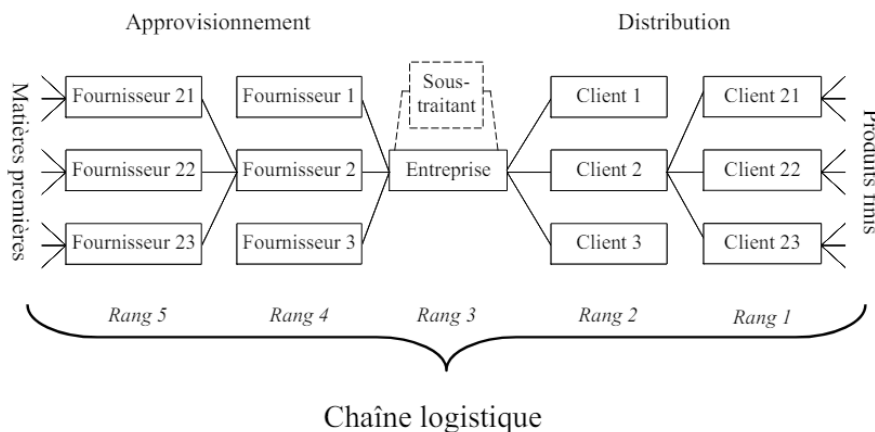 Approvisionnement
Distribution
Matières premières
Fournisseur 21
Fournisseur 1
Sous-
traitant
Client 1
Client 21
Fournisseur 22
Fournisseur 2
Entreprise
Client 2
Client 22
Fournisseur 23
Fournisseur 3
Client 3
Client 23
Produits finis
Rang 5
Rang 4
Rang 3
Rang 2
Rang 1
Chaîne logistique